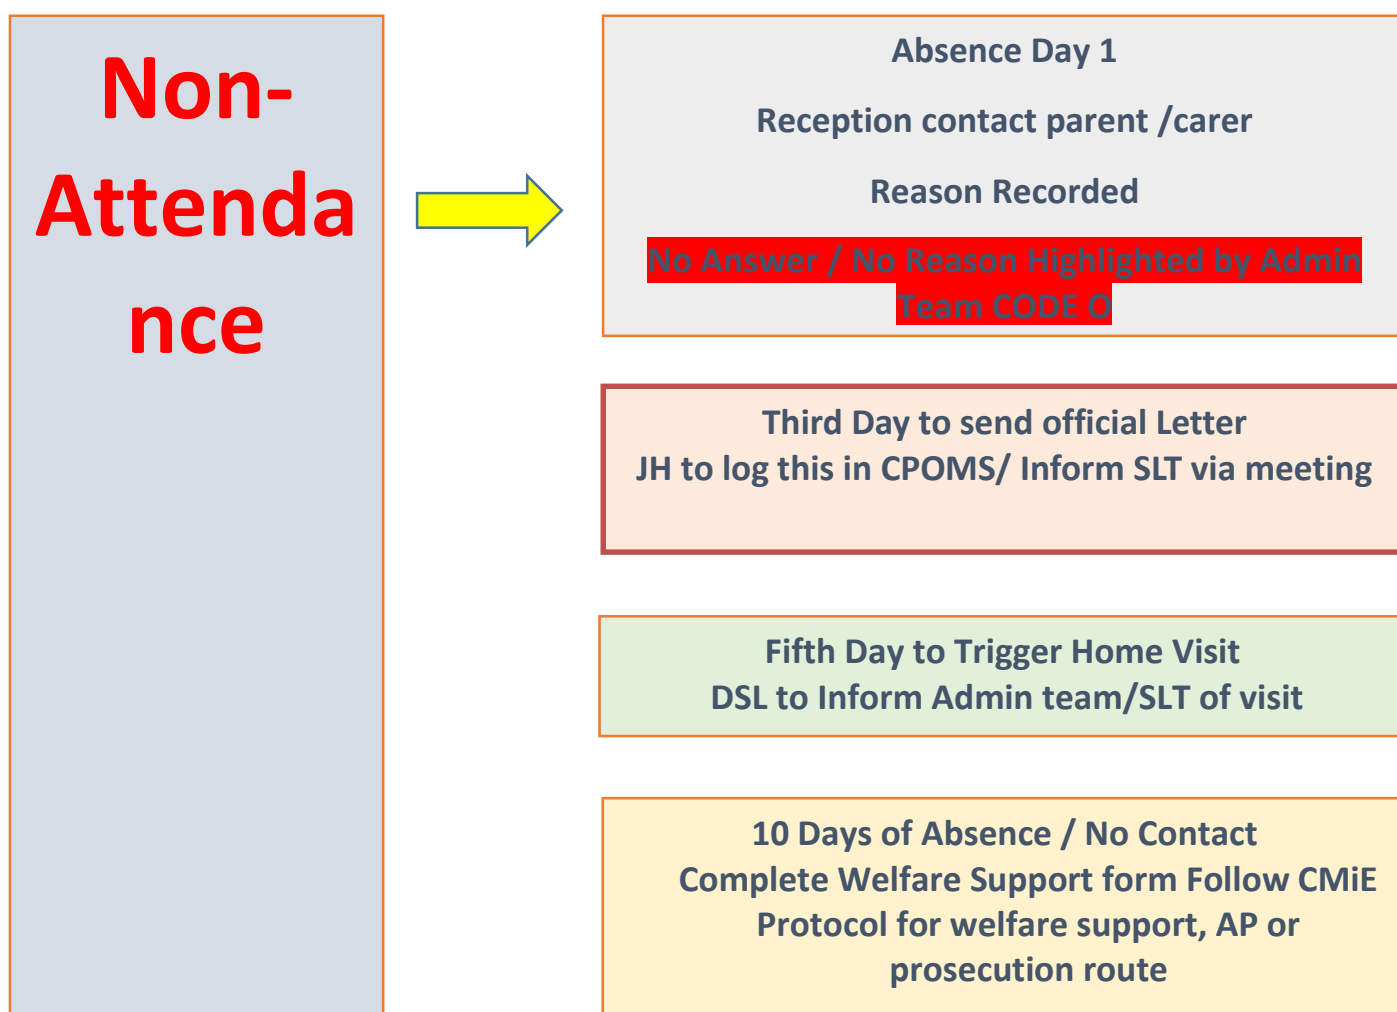 Non-
Attenda
nce
Absence Day 1
Reception contact parent /carer
Reason Recorded
No Answer / No Reason Highlighted by Admin
Team CODE O
Third Day to send official Letter
JH to log this in CPOMS/ Inform SLT via meeting
Fifth Day to Trigger Home Visit
DSL to Inform Admin team/SLT of visit
10 Days of Absence / No Contact
Complete Welfare Support form Follow CMiE
Protocol for welfare support, AP or
prosecution route